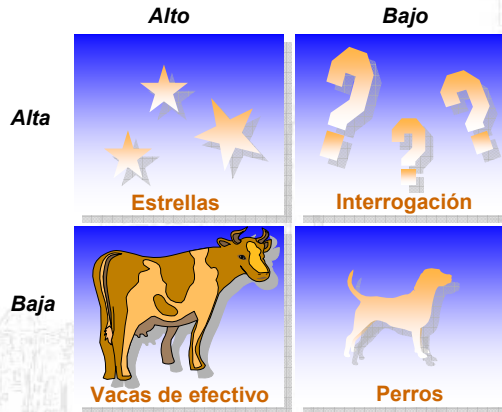 Alto
Bajo
Alta
Estrellas
Interrogación
Baja
Vacas de efectivo
Perros